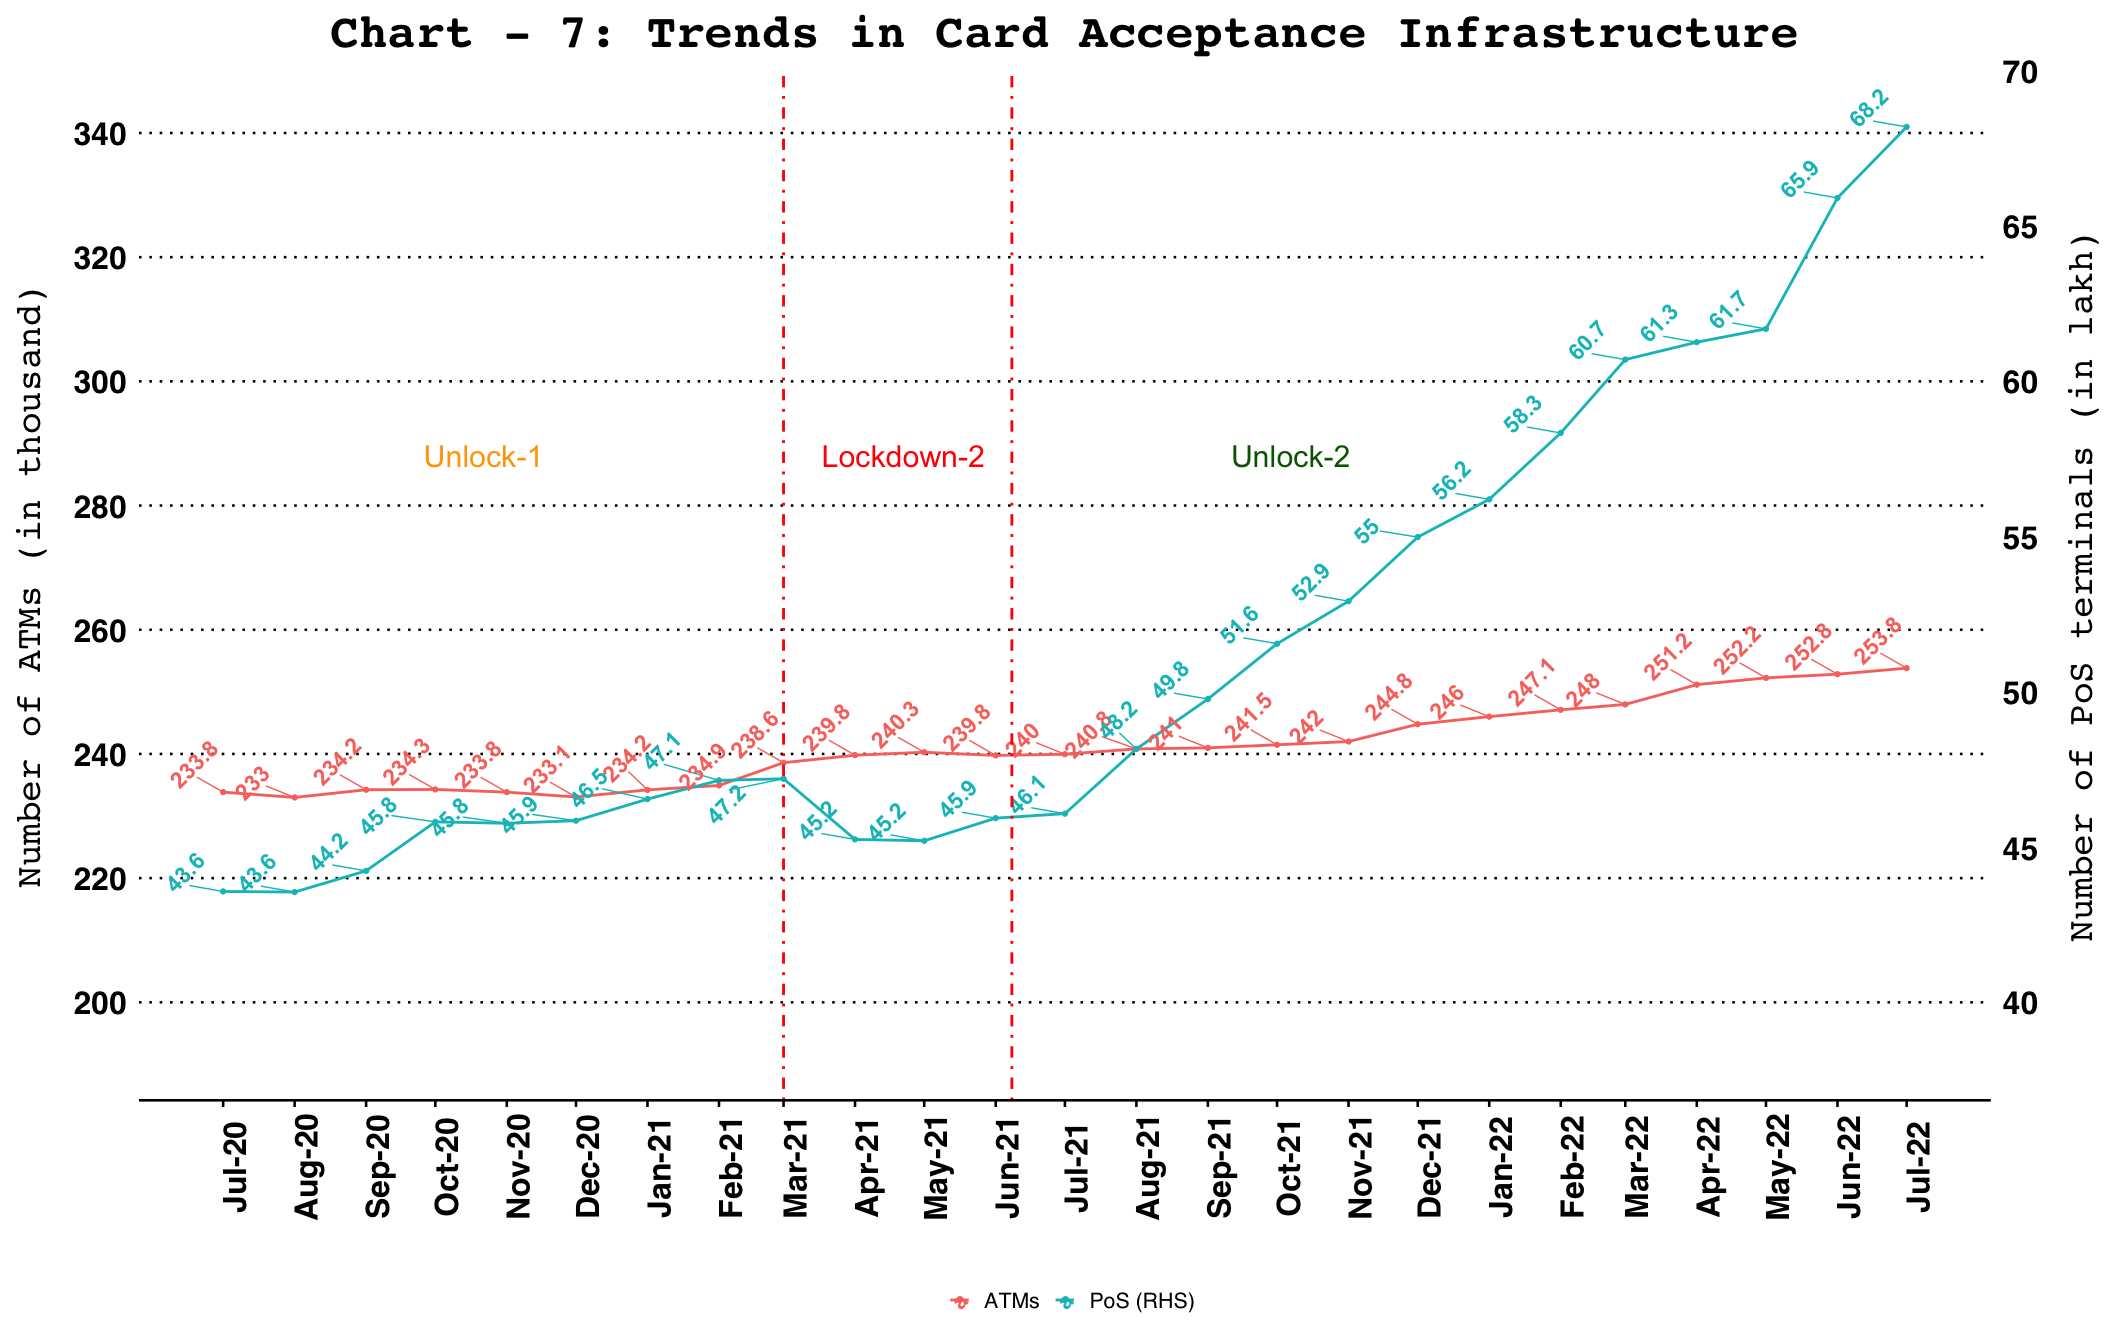 Chart - 7: Trends in Card Acceptance Infrastructure
Number of ATMs (in thousand)
340
320
300
280
260
240
220
200
70
65
60
55
50
45
40
Number of PoS terminals (in lakh)
Unlock-1
Lockdown-2
Unlock-2
233.8
233
234.2
234.3
233.8
233.1
234.2
234.9
238.6
239.8
240.3
239.8
240
240.8
241
241.5
242
244.8
246
247.1
248
251.2
252.2
252.8
253.8
43.6
43.6
44.2
45.8
45.8
45.9
46.5
47.1
47.2
45.2
45.2
45.9
46.1
48.2
49.8
51.6
52.9
55
56.2
58.3
60.7
61.3
61.7
65.9
68.2
Jul-20
Aug-20
Sep-20
Oct-20
Nov-20
Dec-20
Jan-21
Feb-21
Mar-21
Apr-21
May-21
Jun-21
Jul-21
Aug-21
Sep-21
Oct-21
Nov-21
Dec-21
Jan-22
Feb-22
Mar-22
Apr-22
May-22
Jun-22
Jul-22
ATMs
PoS (RHS)